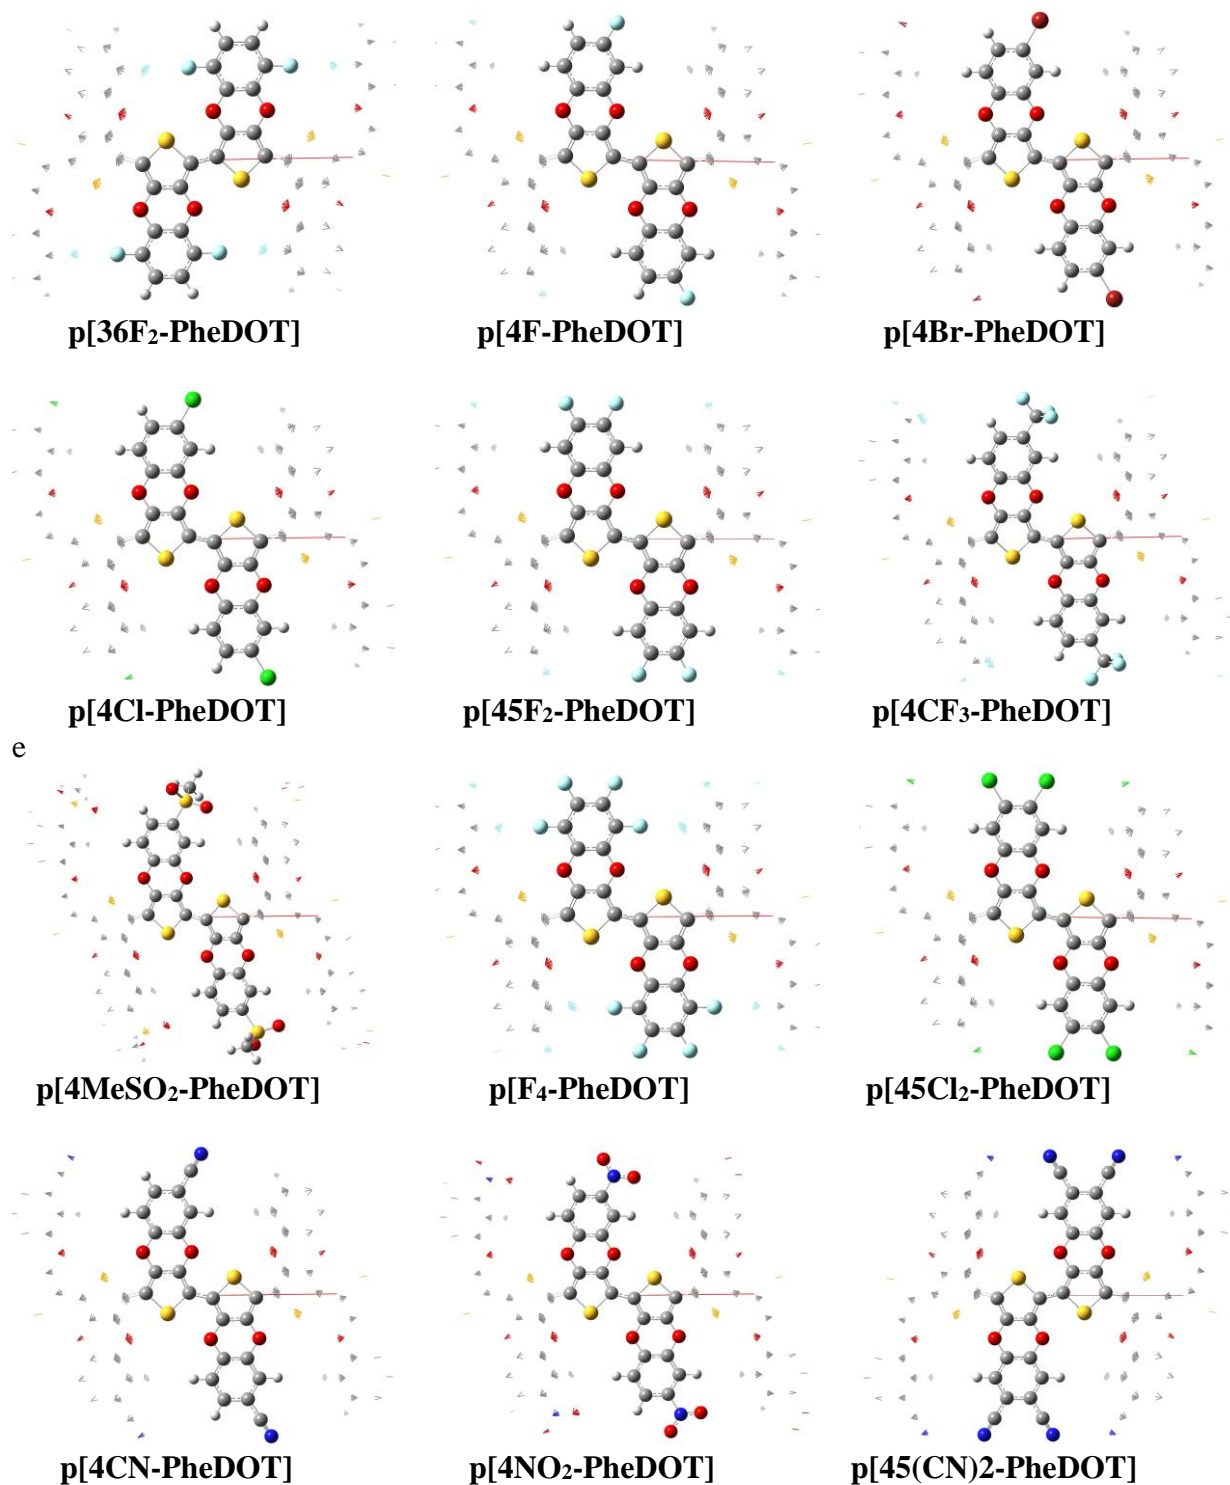 p[36F₂-PheDOT]
p[4F-PheDOT]
p[4Br-PheDOT]
p[4Cl-PheDOT]
p[45F₂-PheDOT]
p[4CF₃-PheDOT]
e
p[4MeSO₂-PheDOT]
p[F₄-PheDOT]
p[45Cl₂-PheDOT]
p[4CN-PheDOT]
p[4NO₂-PheDOT]
p[45(CN)2-PheDOT]